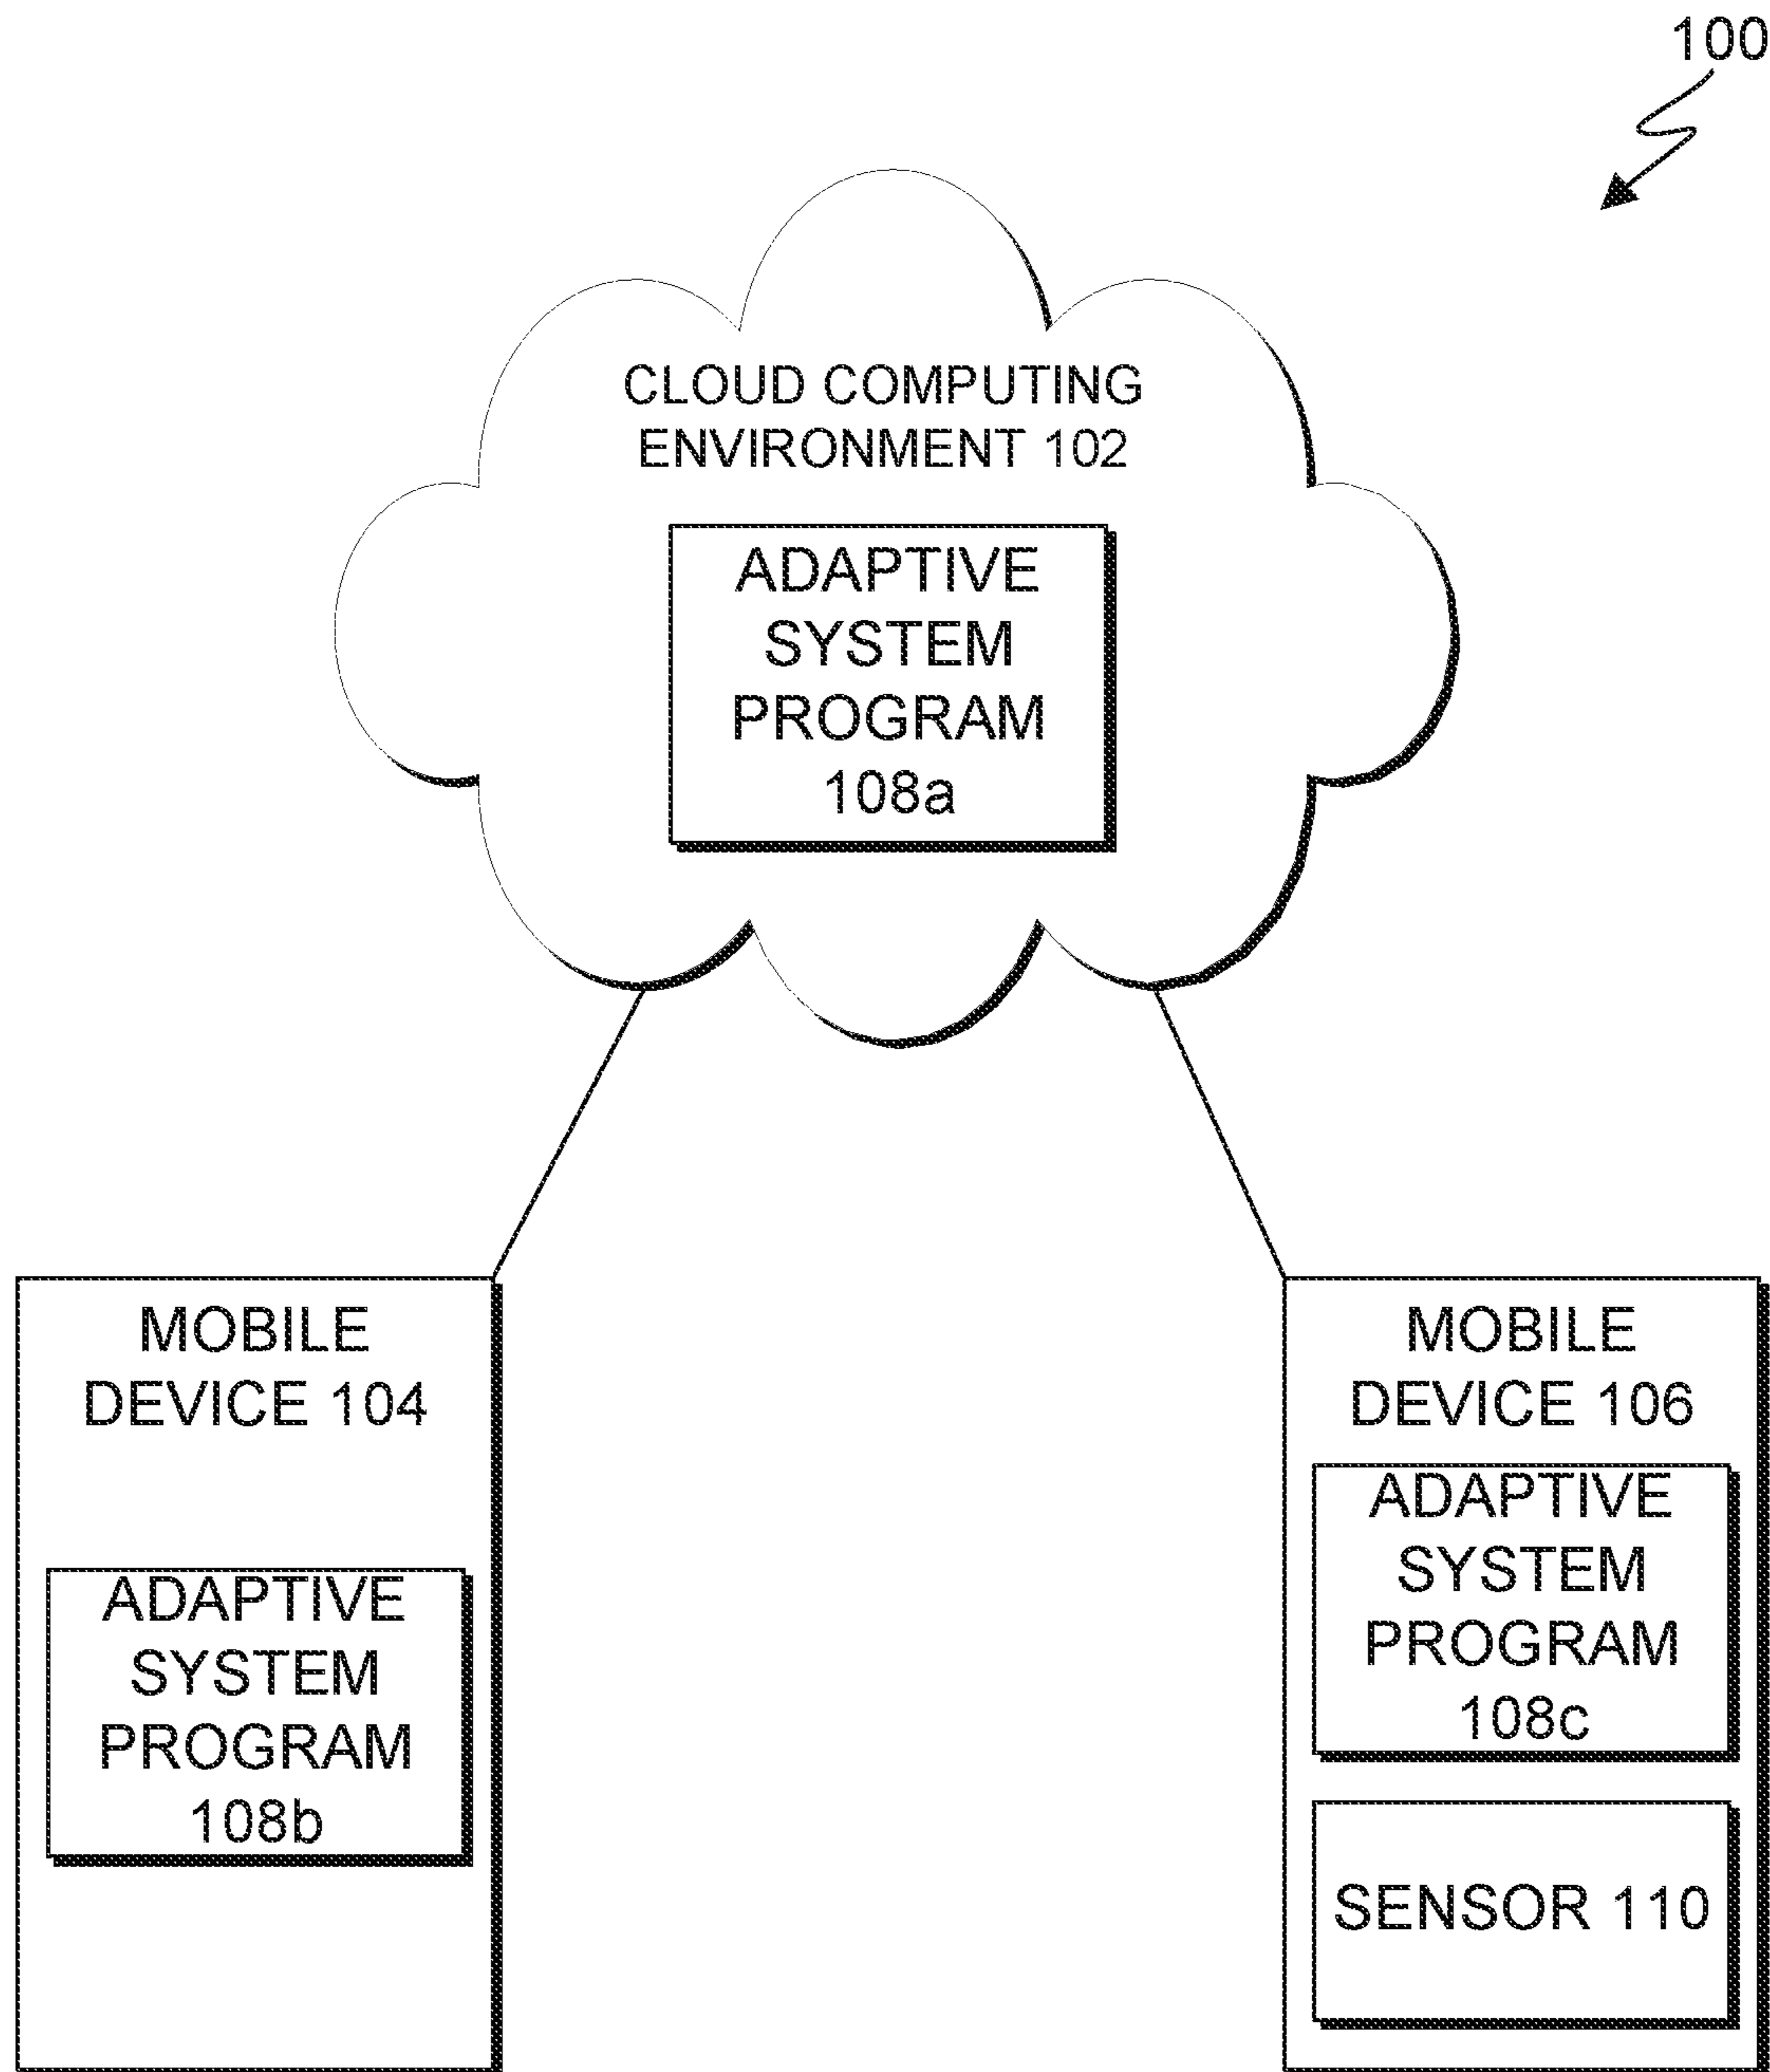 100
CLOUD COMPUTING
ENVIRONMENT 102
ADAPTIVE
SYSTEM
PROGRAM
108a
MOBILE
DEVICE 104
ADAPTIVE
SYSTEM
PROGRAM
108b
MOBILE
DEVICE 106
ADAPTIVE
SYSTEM
PROGRAM
108c
SENSOR 110